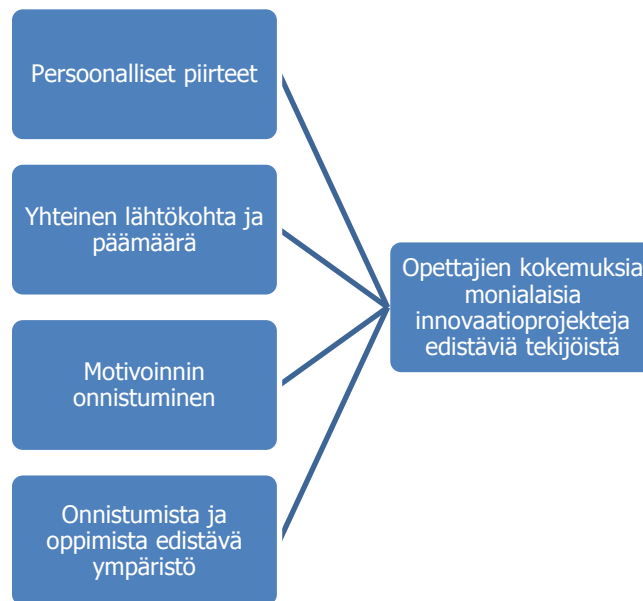 Persoonalliset piirteet
Yhteinen lähtökohta ja
päämäärä
Motivoinnin
onnistuminen
Onnistumista ja
oppimista edistävä
ympäristö
Opettajien kokemuksia
monialaisia
innovaatioprojekteja
edistäviä tekijöistä